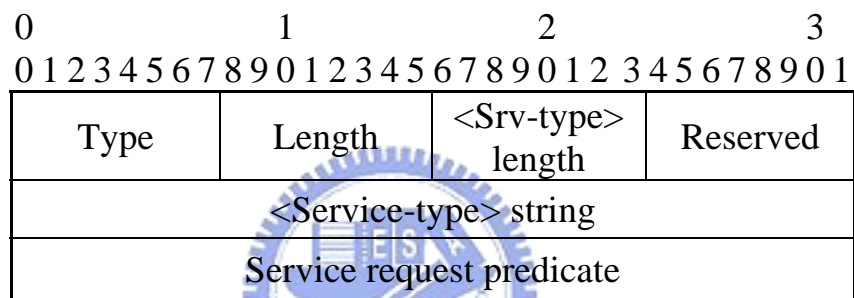 0 1 2 3
0 1 2 3 4 5 6 7 8 9 0 1 2 3 4 5 6 7 8 9 0 1 2 3 4 5 6 7 8 9 0 1
Type Length <Srv-type> length Reserved
<Service-type> string
Service request predicate